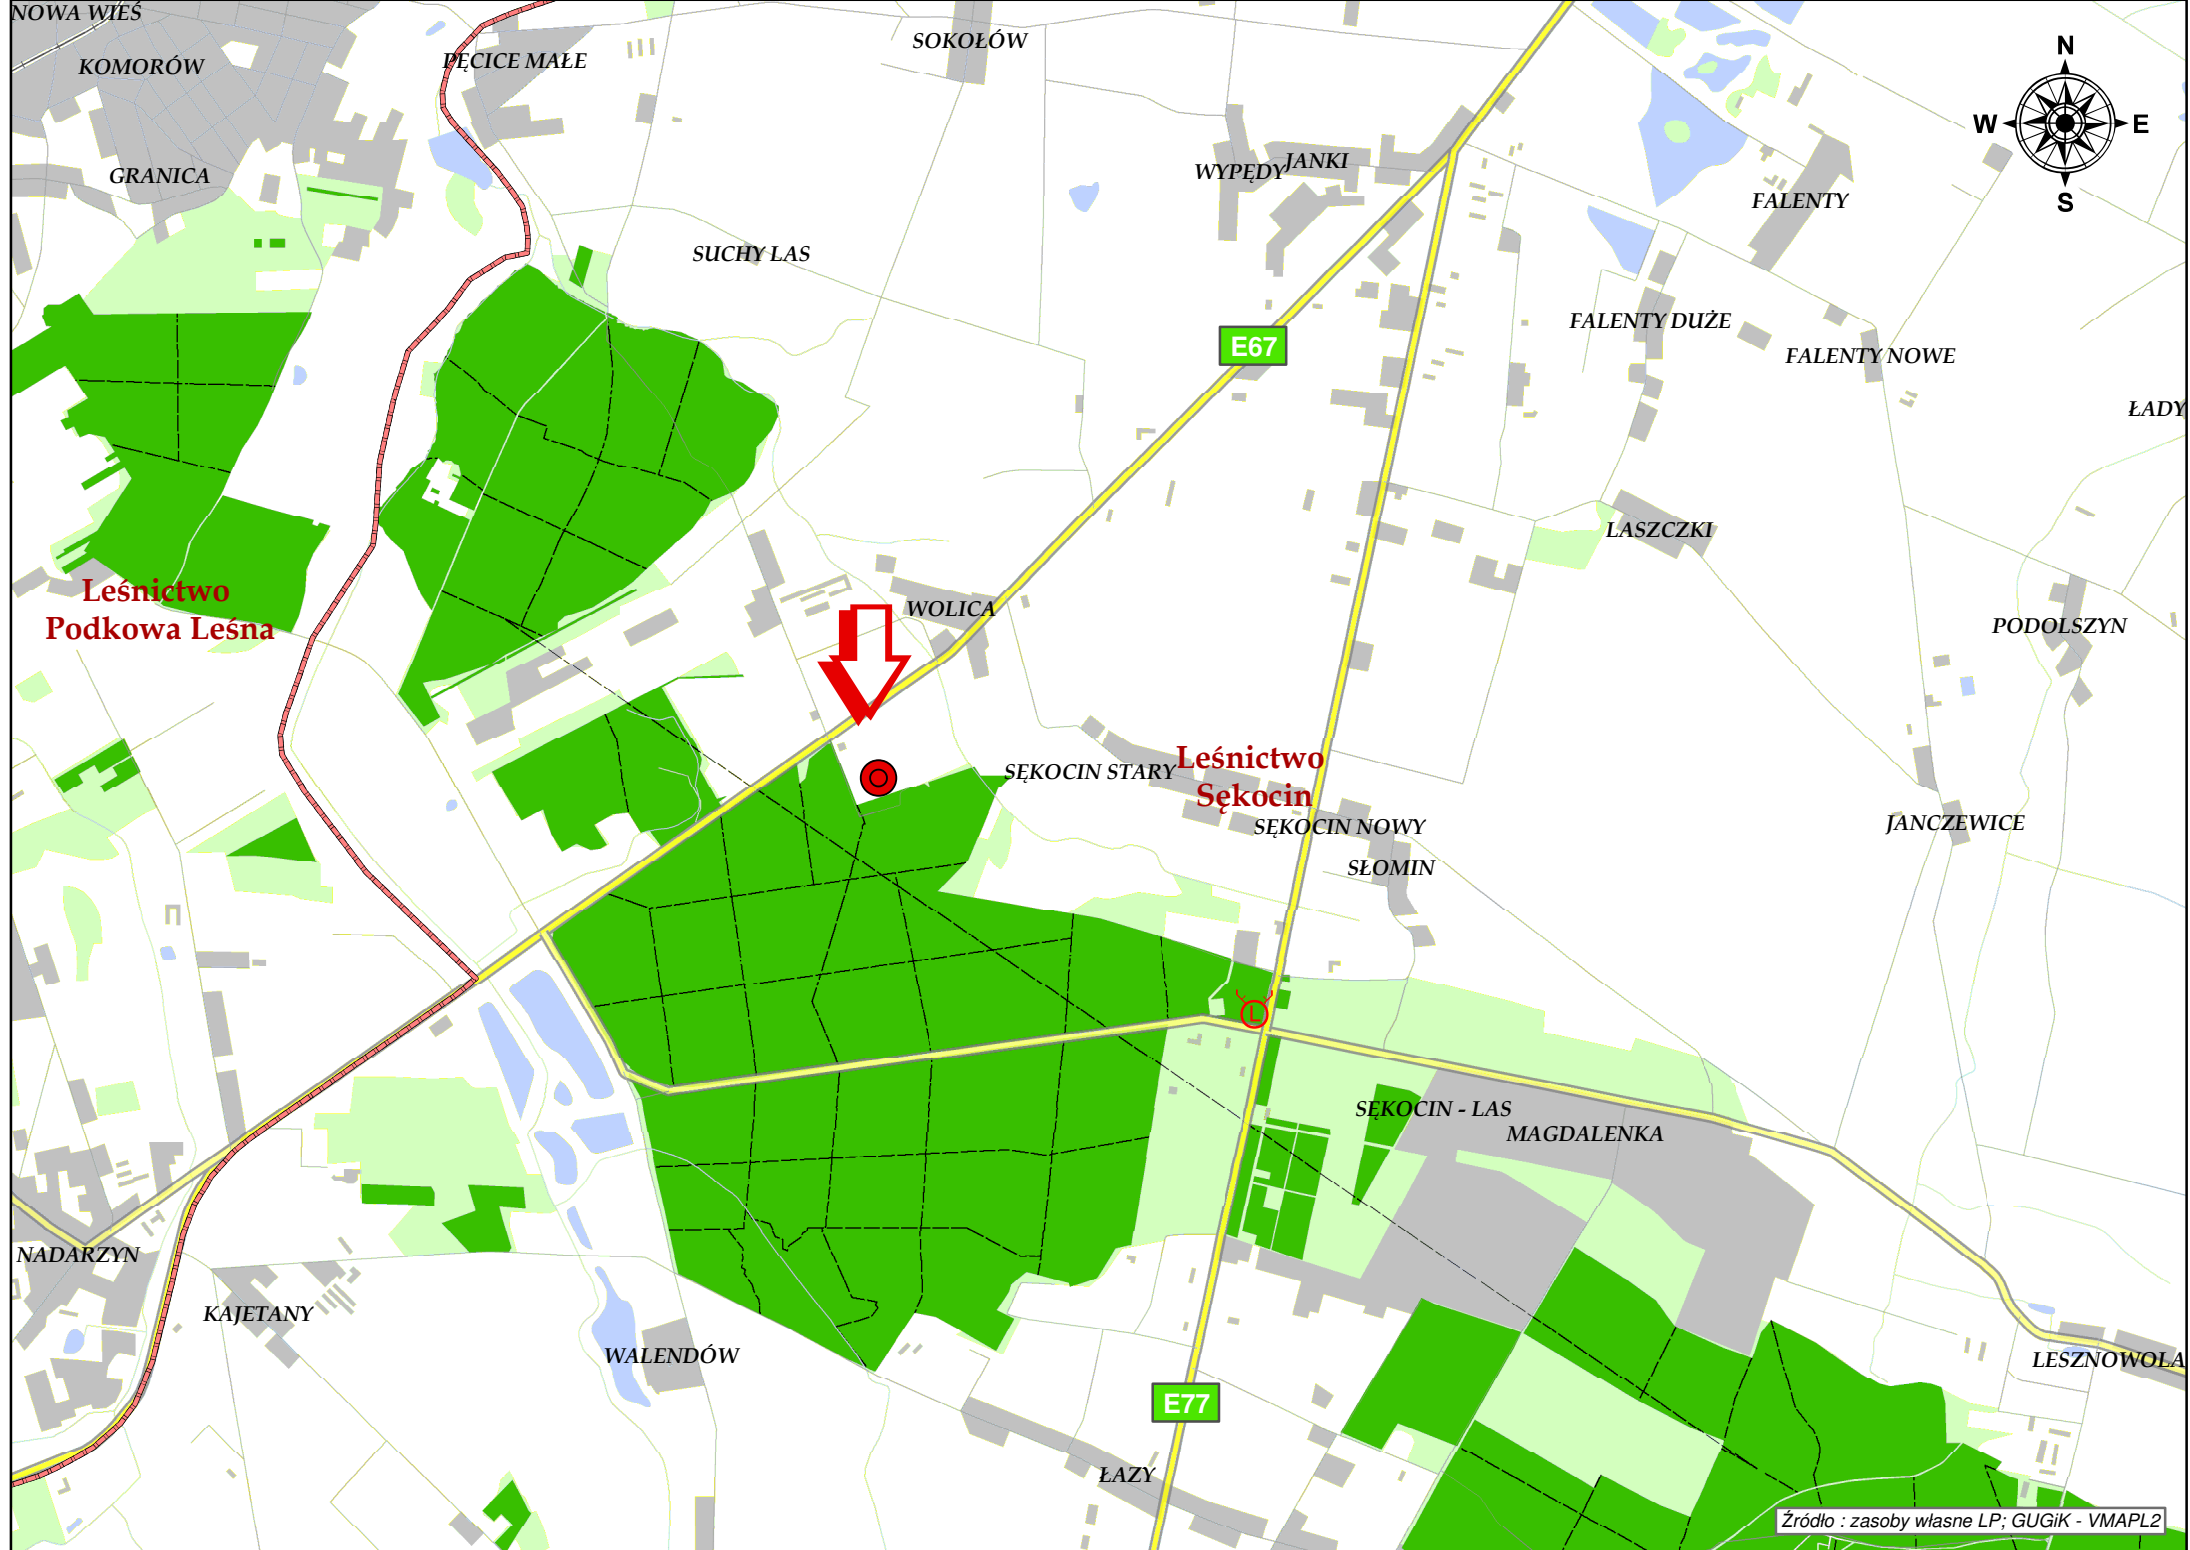 NOWA WIEŚ
KOMORÓW
PĘCICE MAŁE
SOKOŁÓW
N
W
E
S
GRANICA
WYPĘDY
JANKI
FALENTY
SUCHY LAS
FALENTY DUŻE
E67
FALENTY NOWE
ŁADY
LASZCZKI
Leśnictwo
Podkowa Leśna
WOLICA
PODOLSZYN
SĘKOCIN STARY
Leśnictwo
Sękocin
SĘKOCIN NOWY
JANCZEWICE
SŁOMIN
L
SĘKOCIN - LAS
MAGDALENKA
NADARZYN
KAJETANY
WALENDÓW
LESZNOWOLA
E77
ŁAZY
Źródło : zasoby własne LP; GUGiK - VMAPL2